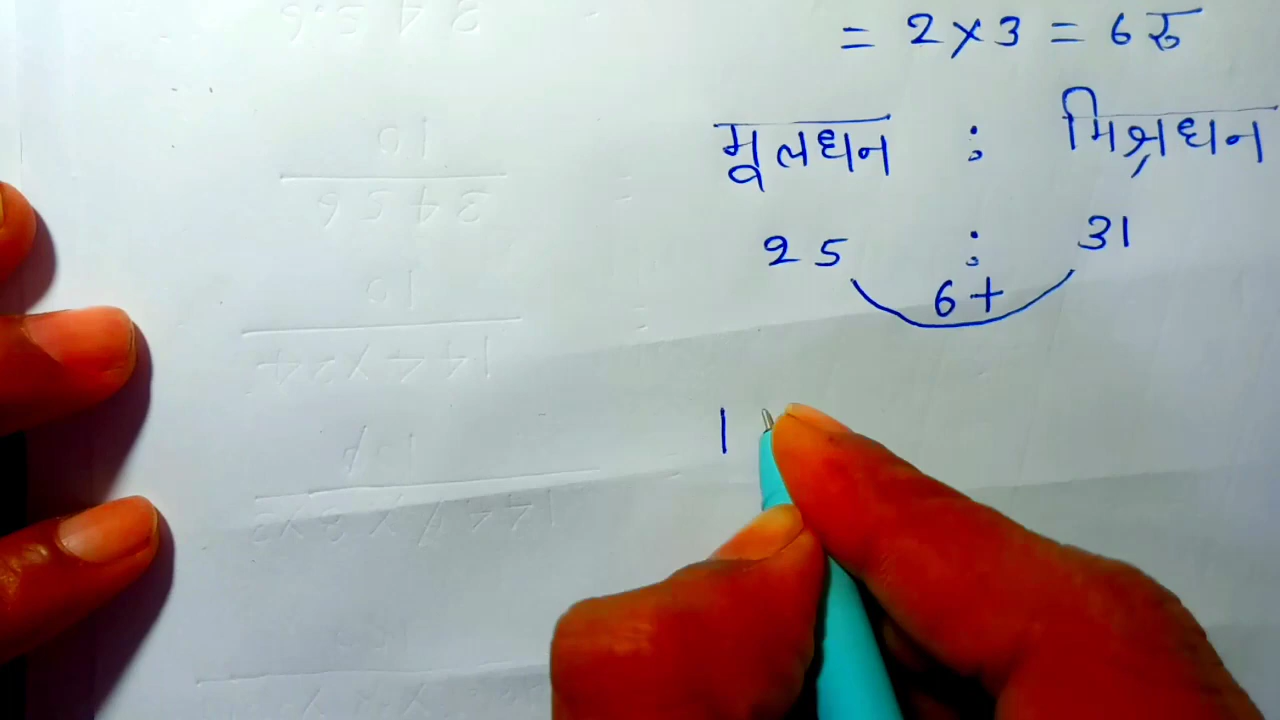 = 2 × 3 = 6 रु
मूलधन : मिश्रधन
25 : 31
6+
1